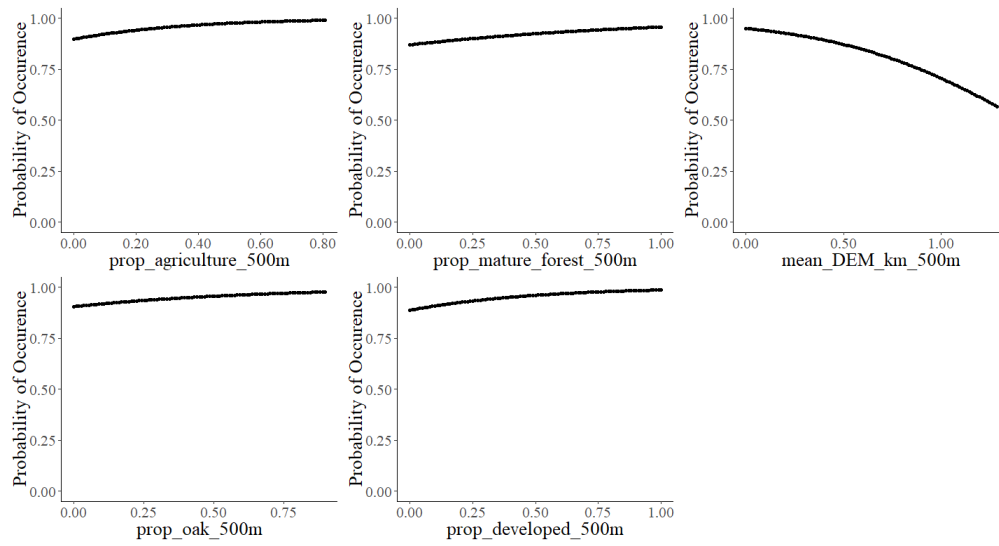 Probability of Occurence
1.00
0.75
0.50
0.25
0.00
0.00 0.20 0.40 0.60 0.80
prop_agriculture_500m
Probability of Occurence
1.00
0.75
0.50
0.25
0.00
0.00 0.25 0.50 0.75 1.00
prop_mature_forest_500m
Probability of Occurence
1.00
0.75
0.50
0.25
0.00
0.00 0.50 1.00
mean_DEM_km_500m
Probability of Occurence
1.00
0.75
0.50
0.25
0.00
0.00 0.25 0.50 0.75
prop_oak_500m
Probability of Occurence
1.00
0.75
0.50
0.25
0.00
0.00 0.25 0.50 0.75 1.00
prop_developed_500m